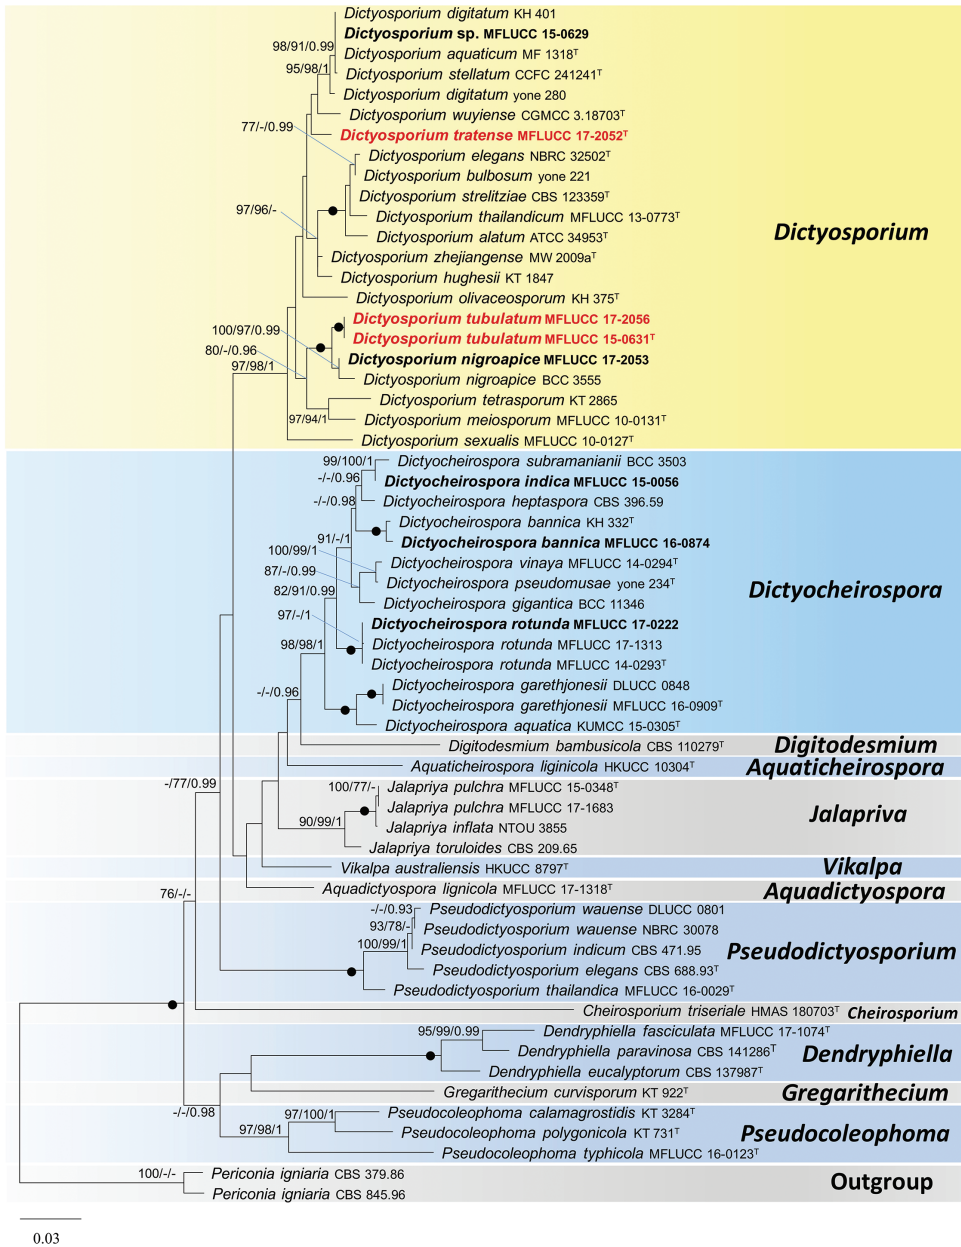 Dictyosporium digitatum KH 401
Dictyosporium sp. MFLUCC 15-0629
98/91/0.99
Dictyosporium aquaticum MF 1318T
95/98/1
Dictyosporium stellatum CCFC 241241T
Dictyosporium digitatum yone 280
Dictyosporium wuyiense CGMCC 3.18703T
77/-/0.99
Dictyosporium tratense MFLUCC 17-2052T
Dictyosporium elegans NBRC 32502T
Dictyosporium bulbosum yone 221
Dictyosporium strelitziae CBS 123359T
97/96/-
Dictyosporium thailandicum MFLUCC 13-0773T
Dictyosporium alatum ATCC 34953T
Dictyosporium
Dictyosporium zhejiangense MW 2009aT
Dictyosporium hughesii KT 1847
Dictyosporium olivaceosporum KH 375T
Dictyosporium tubulatum MFLUCC 17-2056
100/97/0.99
Dictyosporium tubulatum MFLUCC 15-0631T
80/-/0.96
Dictyosporium nigroapice MFLUCC 17-2053
97/98/1
Dictyosporium nigroapice BCC 3555
Dictyosporium tetrasporum KT 2865
97/94/1
Dictyosporium meiosporum MFLUCC 10-0131T
Dictyosporium sexualis MFLUCC 10-0127T
99/100/1
Dictyocheirospora subramanianii BCC 3503
-/-/0.96
Dictyocheirospora indica MFLUCC 15-0056
-/-/0.98
Dictyocheirospora heptaspora CBS 396.59
Dictyocheirospora bannica KH 332T
91/-/1
Dictyocheirospora bannica MFLUCC 16-0874
100/99/1
Dictyocheirospora vinaya MFLUCC 14-0294T
87/-/0.99
Dictyocheirospora pseudomusae yone 234T
Dictyocheirospora
82/91/0.99
Dictyocheirospora gigantica BCC 11346
97/-/1
Dictyocheirospora rotunda MFLUCC 17-0222
98/98/1
Dictyocheirospora rotunda MFLUCC 17-1313
Dictyocheirospora rotunda MFLUCC 14-0293T
-/-/0.96
Dictyocheirospora garethjonesii DLUCC 0848
Dictyocheirospora garethjonesii MFLUCC 16-0909T
Dictyocheirospora aquatica KUMCC 15-0305T
Digitodesmium bambusicola CBS 110279T
Digitodesmium
Aquaticheirospora liginicola HKUCC 10304T
Aquaticheirospora
-/77/0.99
100/77/-
Jalapriya pulchra MFLUCC 15-0348T
Jalapriya pulchra MFLUCC 17-1683
Jalapriva
90/99/1
Jalapriya inflata NTOU 3855
Jalapriya toruloides CBS 209.65
Vikalpa australiensis HKUCC 8797T
Vikalpa
76/-/-
Aquadictyospora lignicola MFLUCC 17-1318T
Aquadictyospora
-/-/0.93
Pseudodictyosporium wauense DLUCC 0801
93/78/-
Pseudodictyosporium wauense NBRC 30078
100/99/1
Pseudodictyosporium indicum CBS 471.95
Pseudodictyosporium
Pseudodictyosporium elegans CBS 688.93T
Pseudodictyosporium thailandica MFLUCC 16-0029T
Cheirosporium triseriale HMAS 180703T
Cheirosporium
95/99/0.99
Dendryphiella fasciculata MFLUCC 17-1074T
Dendryphiella paravinosa CBS 141286T
Dendryphiella
Dendryphiella eucalyptorum CBS 137987T
Gregarithecium curvisporum KT 922T
Gregarithecium
-/-/0.98
97/100/1
Pseudocoleophoma calamagrostidis KT 3284T
97/98/1
Pseudocoleophoma polygonicola KT 731T
Pseudocoleophoma
Pseudocoleophoma typhicola MFLUCC 16-0123T
100/-/-
Periconia igniaria CBS 379.86
Outgroup
Periconia igniaria CBS 845.96
0.03